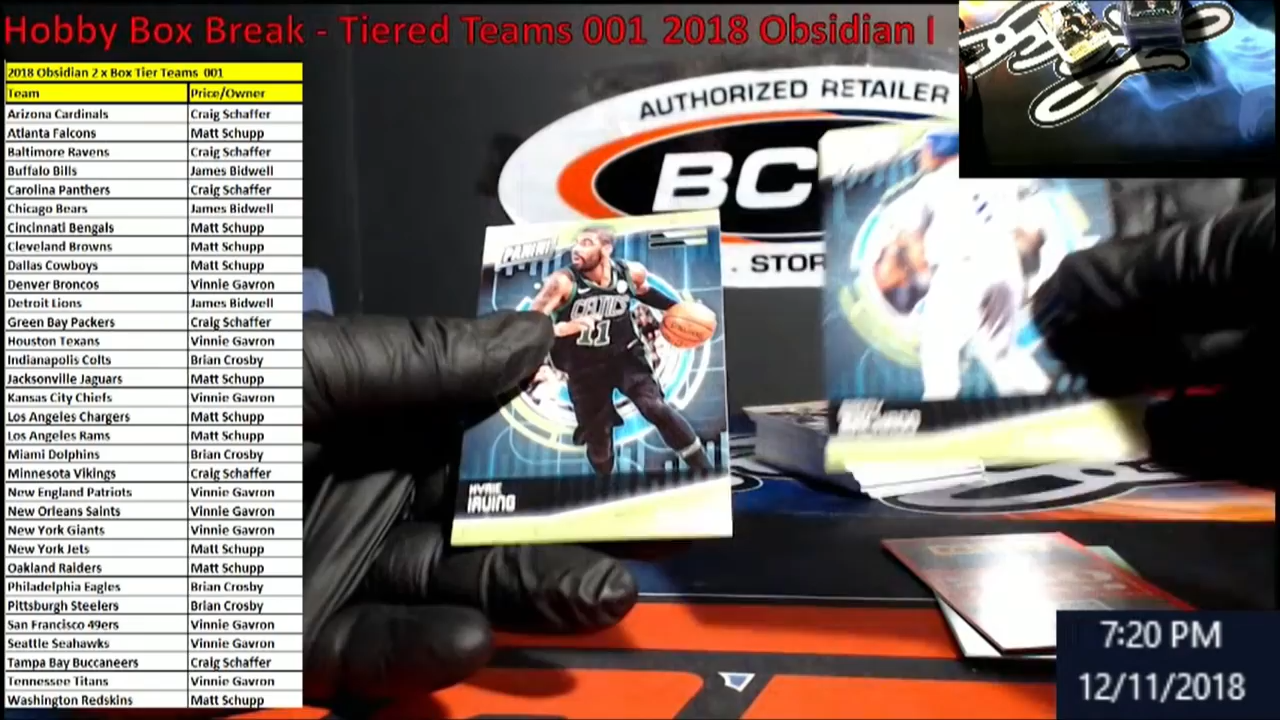 Hobby Box Break - Tiered Teams 001 2018 Obsidian
2018 Obsidian 2 x Box Tier Teams 001
Team Price/Owner
Arizona Cardinals Craig Schaffer
Atlanta Falcons Matt Schupp
Baltimore Ravens Craig Schaffer
Buffalo Bills James Bidwell
Carolina Panthers Craig Schaffer
Chicago Bears James Bidwell
Cincinnati Bengals Matt Schupp
Cleveland Browns Matt Schupp
Dallas Cowboys Matt Schupp
Denver Broncos Vinnie Gavron
Detroit Lions James Bidwell
Green Bay Packers Craig Schaffer
Houston Texans Vinnie Gavron
Indianapolis Colts Brian Crosby
Jacksonville Jaguars Matt Schupp
Kansas City Chiefs Vinnie Gavron
Los Angeles Chargers Matt Schupp
Los Angeles Rams Matt Schupp
Miami Dolphins Brian Crosby
Minnesota Vikings Craig Schaffer
New England Patriots Vinnie Gavron
New Orleans Saints Vinnie Gavron
New York Giants Vinnie Gavron
New York Jets Matt Schupp
Oakland Raiders Matt Schupp
Philadelphia Eagles Brian Crosby
Pittsburgh Steelers Brian Crosby
San Francisco 49ers Vinnie Gavron
Seattle Seahawks Vinnie Gavron
Tampa Bay Buccaneers Craig Schaffer
Tennessee Titans Vinnie Gavron
Washington Redskins Matt Schupp
AUTHORIZED RETAILER
BC
. STOR
PANINI
CELTICS
11
SPALDING
KYRIE
IRVING
7:20 PM
12/11/2018